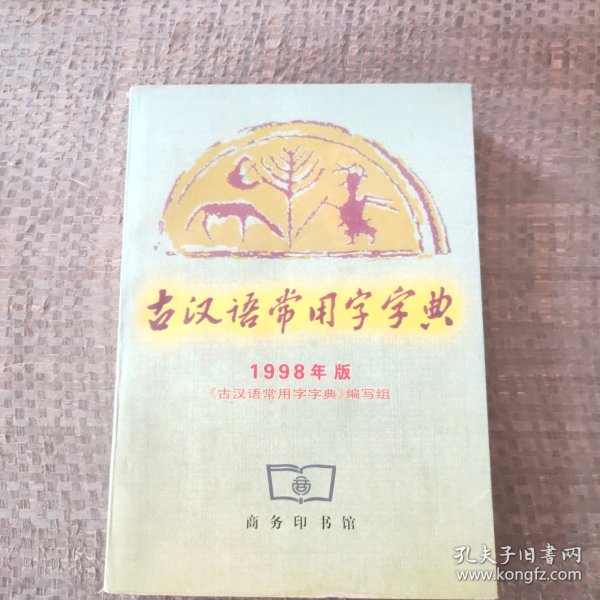 古汉语常用字字典
1998年版
《古汉语常用字字典》编写组
商务印书馆
孔夫子旧书网
www.kongfz.com